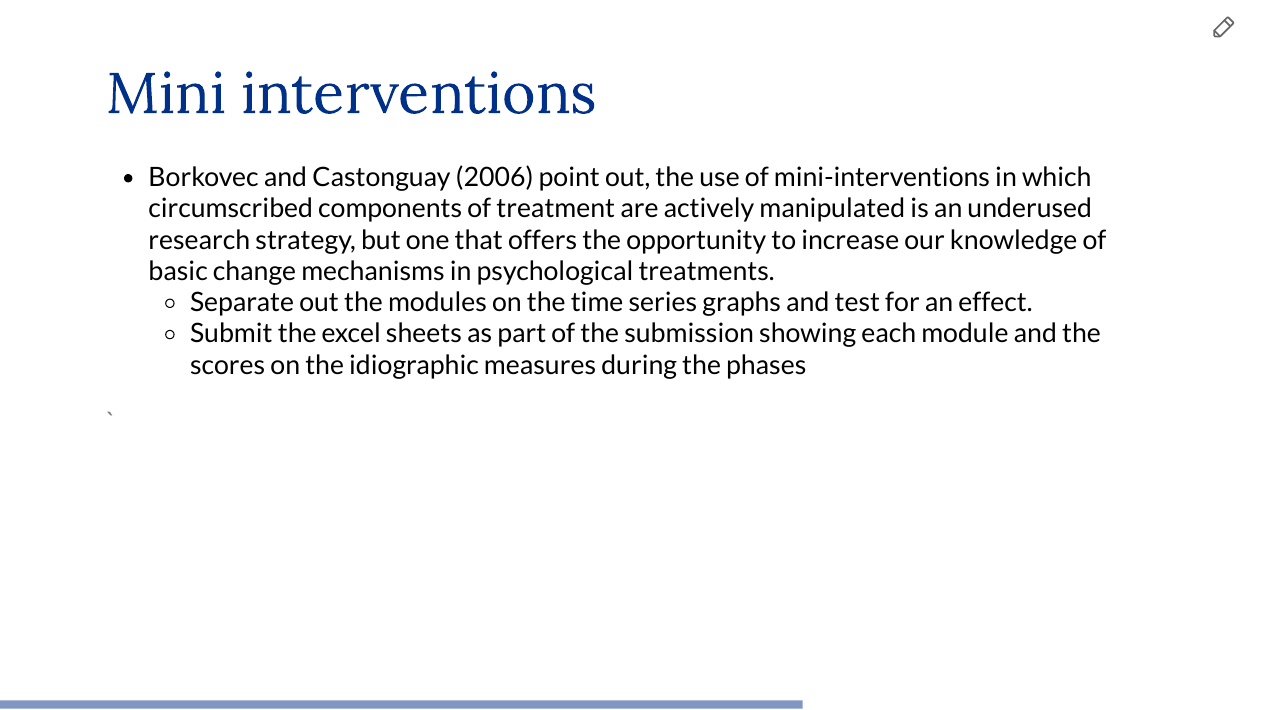 Mini interventions
• Borkovec and Castonguay (2006) point out, the use of mini-interventions in which
circumscribed components of treatment are actively manipulated is an underused
research strategy, but one that offers the opportunity to increase our knowledge of
basic change mechanisms in psychological treatments.
◦ Separate out the modules on the time series graphs and test for an effect.
◦ Submit the excel sheets as part of the submission showing each module and the
scores on the idiographic measures during the phases
`